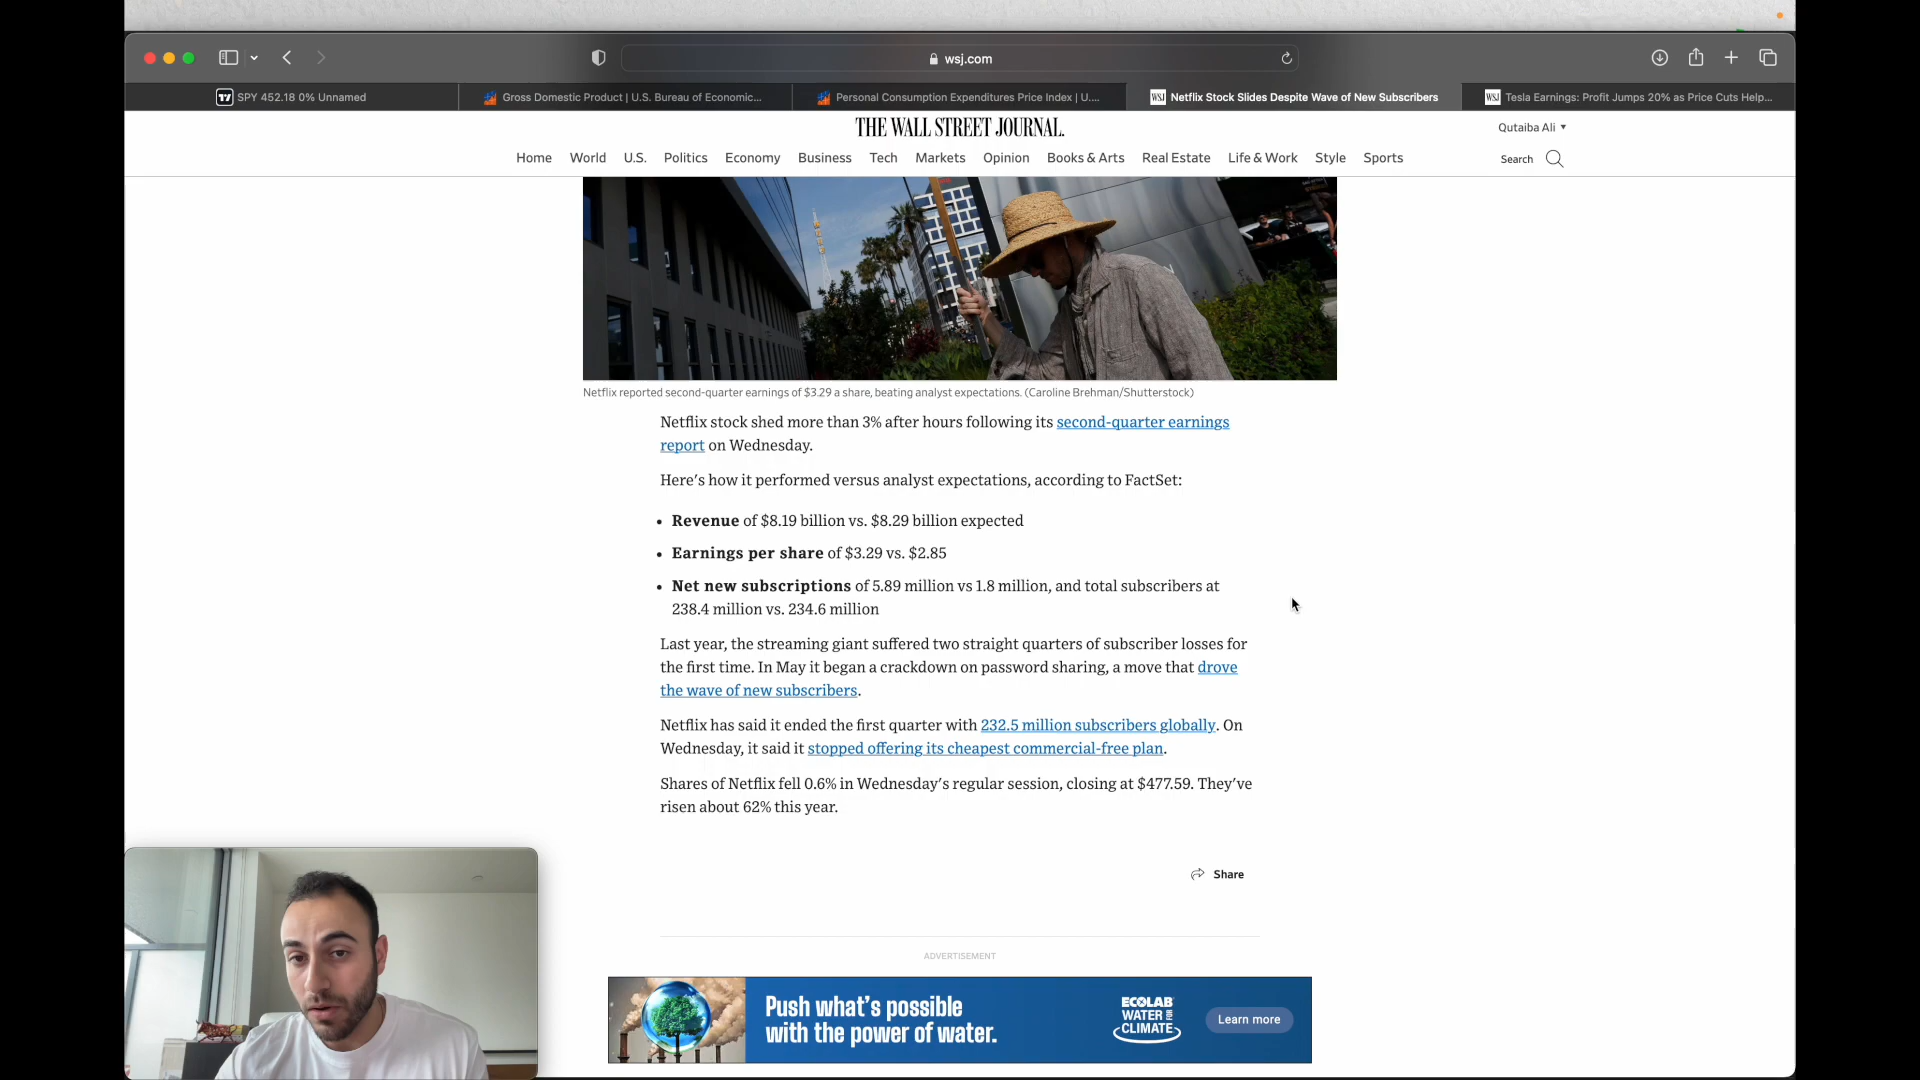 wsj.com
SPY 452.18 0% Unnamed
Gross Domestic Product | U.S. Bureau of Economic...
Personal Consumption Expenditures Price Index | U....
WSJ Netflix Stock Slides Despite Wave of New Subscribers
WSJ Tesla Earnings: Profit Jumps 20% as Price Cuts Help...
THE WALL STREET JOURNAL.
Qutaiba Ali
Home World U.S. Politics Economy Business Tech Markets Opinion Books & Arts Real Estate Life & Work Style Sports
Search
Netflix reported second-quarter earnings of $3.29 a share, beating analyst expectations. (Caroline Brehman/Shutterstock)
Netflix stock shed more than 3% after hours following its second-quarter earnings
report on Wednesday.
Here's how it performed versus analyst expectations, according to FactSet:
• Revenue of $8.19 billion vs. $8.29 billion expected
• Earnings per share of $3.29 vs. $2.85
• Net new subscriptions of 5.89 million vs 1.8 million, and total subscribers at
238.4 million vs. 234.6 million
Last year, the streaming giant suffered two straight quarters of subscriber losses for
the first time. In May it began a crackdown on password sharing, a move that drove
the wave of new subscribers.
Netflix has said it ended the first quarter with 232.5 million subscribers globally. On
Wednesday, it said it stopped offering its cheapest commercial-free plan.
Shares of Netflix fell 0.6% in Wednesday's regular session, closing at $477.59. They've
risen about 62% this year.
Share
ADVERTISEMENT
Push what's possible
with the power of water.
ECOLAB
WATER FOR
CLIMATE
Learn more